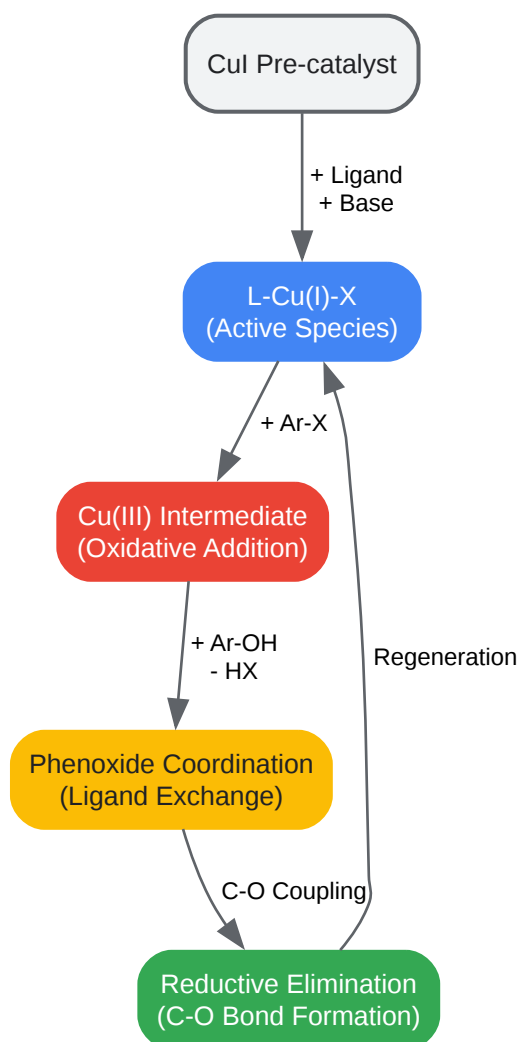 CuI Pre-catalyst
+ Ligand
+ Base
L-Cu(I)-X
(Active Species)
+ Ar-X
Cu(III) Intermediate
(Oxidative Addition)
+ Ar-OH
- HX
Regeneration
Phenoxide Coordination
(Ligand Exchange)
C-O Coupling
Reductive Elimination
(C-O Bond Formation)